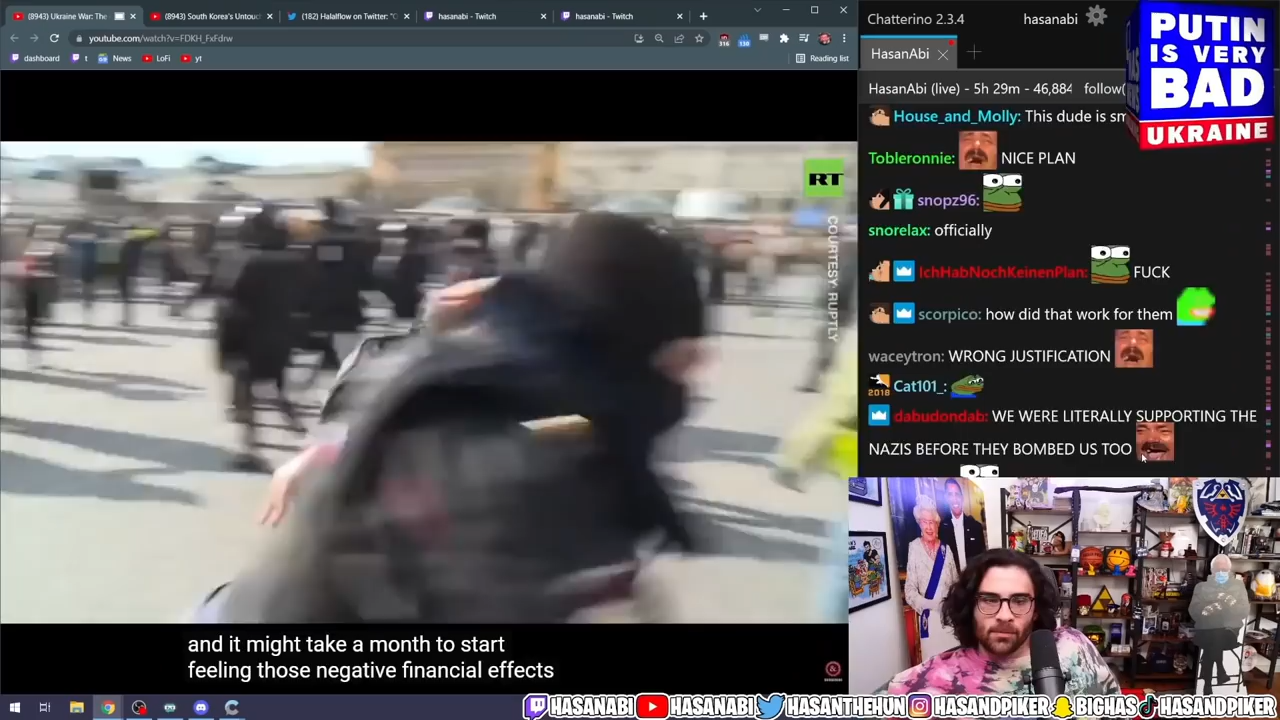 (8943) Ukraine War: The
(8943) South Korea's Untouc
(182) Halalflow on Twitter: "
hasanabi - Twitch
hasanabi - Twitch
youtube.com/watch?v=FDKH_FxFdrw
316
138
dashboard
t
News
LoFi
yt
Reading list
Chatterino 2.3.4
hasanabi
HasanAbi
HasanAbi (live) - 5h 29m - 46,884
follow(
PUTIN
IS VERY
BAD
UKRAINE
House_and_Molly: This dude is sm
Tobleronnie: NICE PLAN
snopz96:
snorelax: officially
IchHabNochKeinenPlan: FUCK
scorpico: how did that work for them
waceytron: WRONG JUSTIFICATION
2018 Cat101_:
dabudondab: WE WERE LITERALLY SUPPORTING THE
NAZIS BEFORE THEY BOMBED US TOO
RT
COURTESY: RUPTLY
and it might take a month to start
feeling those negative financial effects
HASANABI
HASANABI
HASANTHEHUN
HASANDPIKER
BIGHAS
HASANDPIKER